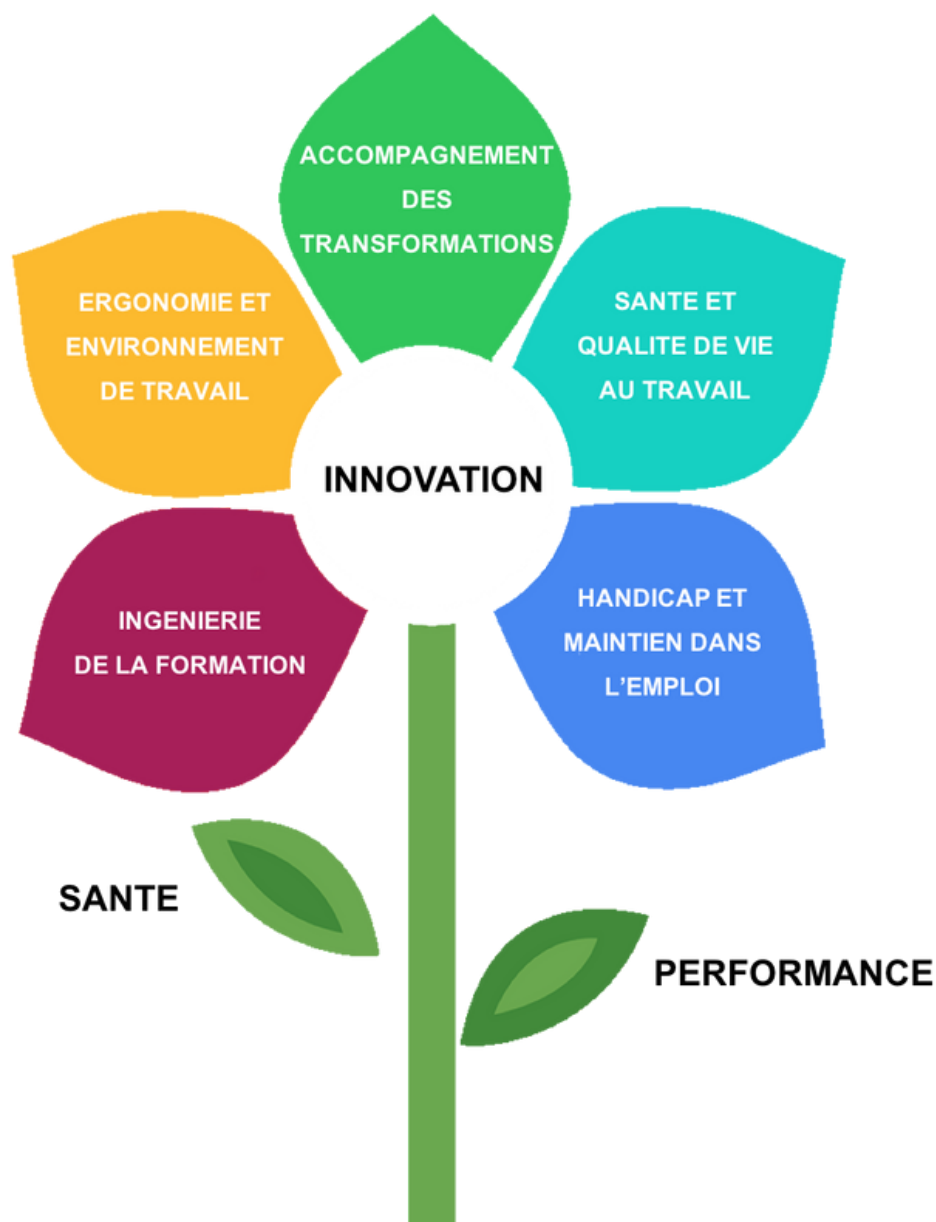 ACCOMPAGNEMENT
DES
TRANSFORMATIONS
ERGONOMIE ET
ENVIRONNEMENT
DE TRAVAIL
SANTE ET
QUALITE DE VIE
AU TRAVAIL
INNOVATION
INGENIERIE
DE LA FORMATION
HANDICAP ET
MAINTIEN DANS
L’EMPLOI
SANTE
PERFORMANCE